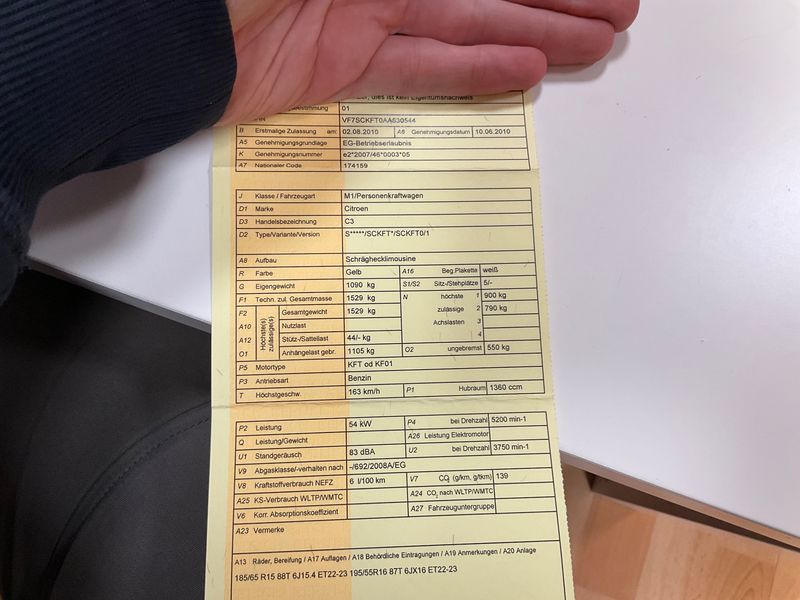 dies ist kein Eigentumsnachweis
01
VF7SCKFT0AA530544
B Erstmalige Zulassung am: 02.08.2010 A6 Genehmigungsdatum 10.06.2010
A5 Genehmigungsgrundlage EG-Betriebserlaubnis
K Genehmigungsnummer e2*2007/46*0003*05
A7 Nationaler Code 174159
J Klasse / Fahrzeugart M1/Personenkraftwagen
D1 Marke Citroen
D3 Handelsbezeichnung C3
D2 Type/Variante/Version S*****/SCKFT*/SCKFT0/1
A8 Aufbau Schräghecklimousine
R Farbe Gelb A16 Beg.Plakette weiß
G Eigengewicht 1090 kg S1/S2 Sitz-/Stehplätze 5/-
F1 Techn. zul. Gesamtmasse 1529 kg N höchste 1 900 kg
F2 Höchste(s) zulässige(s) Gesamtgewicht 1529 kg zulässige 2 790 kg
A10 Nutzlast Achslasten 3
A12 Stütz-/Sattellast 44/- kg 4
O1 Anhängelast gebr. 1105 kg O2 ungebremst 550 kg
P5 Motortype KFT od KF01
P3 Antriebsart Benzin
T Höchstgeschw. 163 km/h P1 Hubraum 1360 ccm
P2 Leistung 54 kW P4 bei Drehzahl 5200 min-1
Q Leistung/Gewicht A26 Leistung Elektromotor
U1 Standgeräusch 83 dBA U2 bei Drehzahl 3750 min-1
V9 Abgasklasse/-verhalten nach -/692/2008A/EG
V8 Kraftstoffverbrauch NEFZ 6 l/100 km V7 CO₂ (g/km, g/tkm) 139
A25 KS-Verbrauch WLTP/WMTC A24 CO₂ nach WLTP/WMTC
V6 Korr. Absorptionskoeffizient A27 Fahrzeuguntergruppe
A23 Vermerke
A13 Räder, Bereifung / A17 Auflagen / A18 Behördliche Eintragungen / A19 Anmerkungen / A20 Anlage
185/65 R15 88T 6J15.4 ET22-23 195/55R16 87T 6JX16 ET22-23